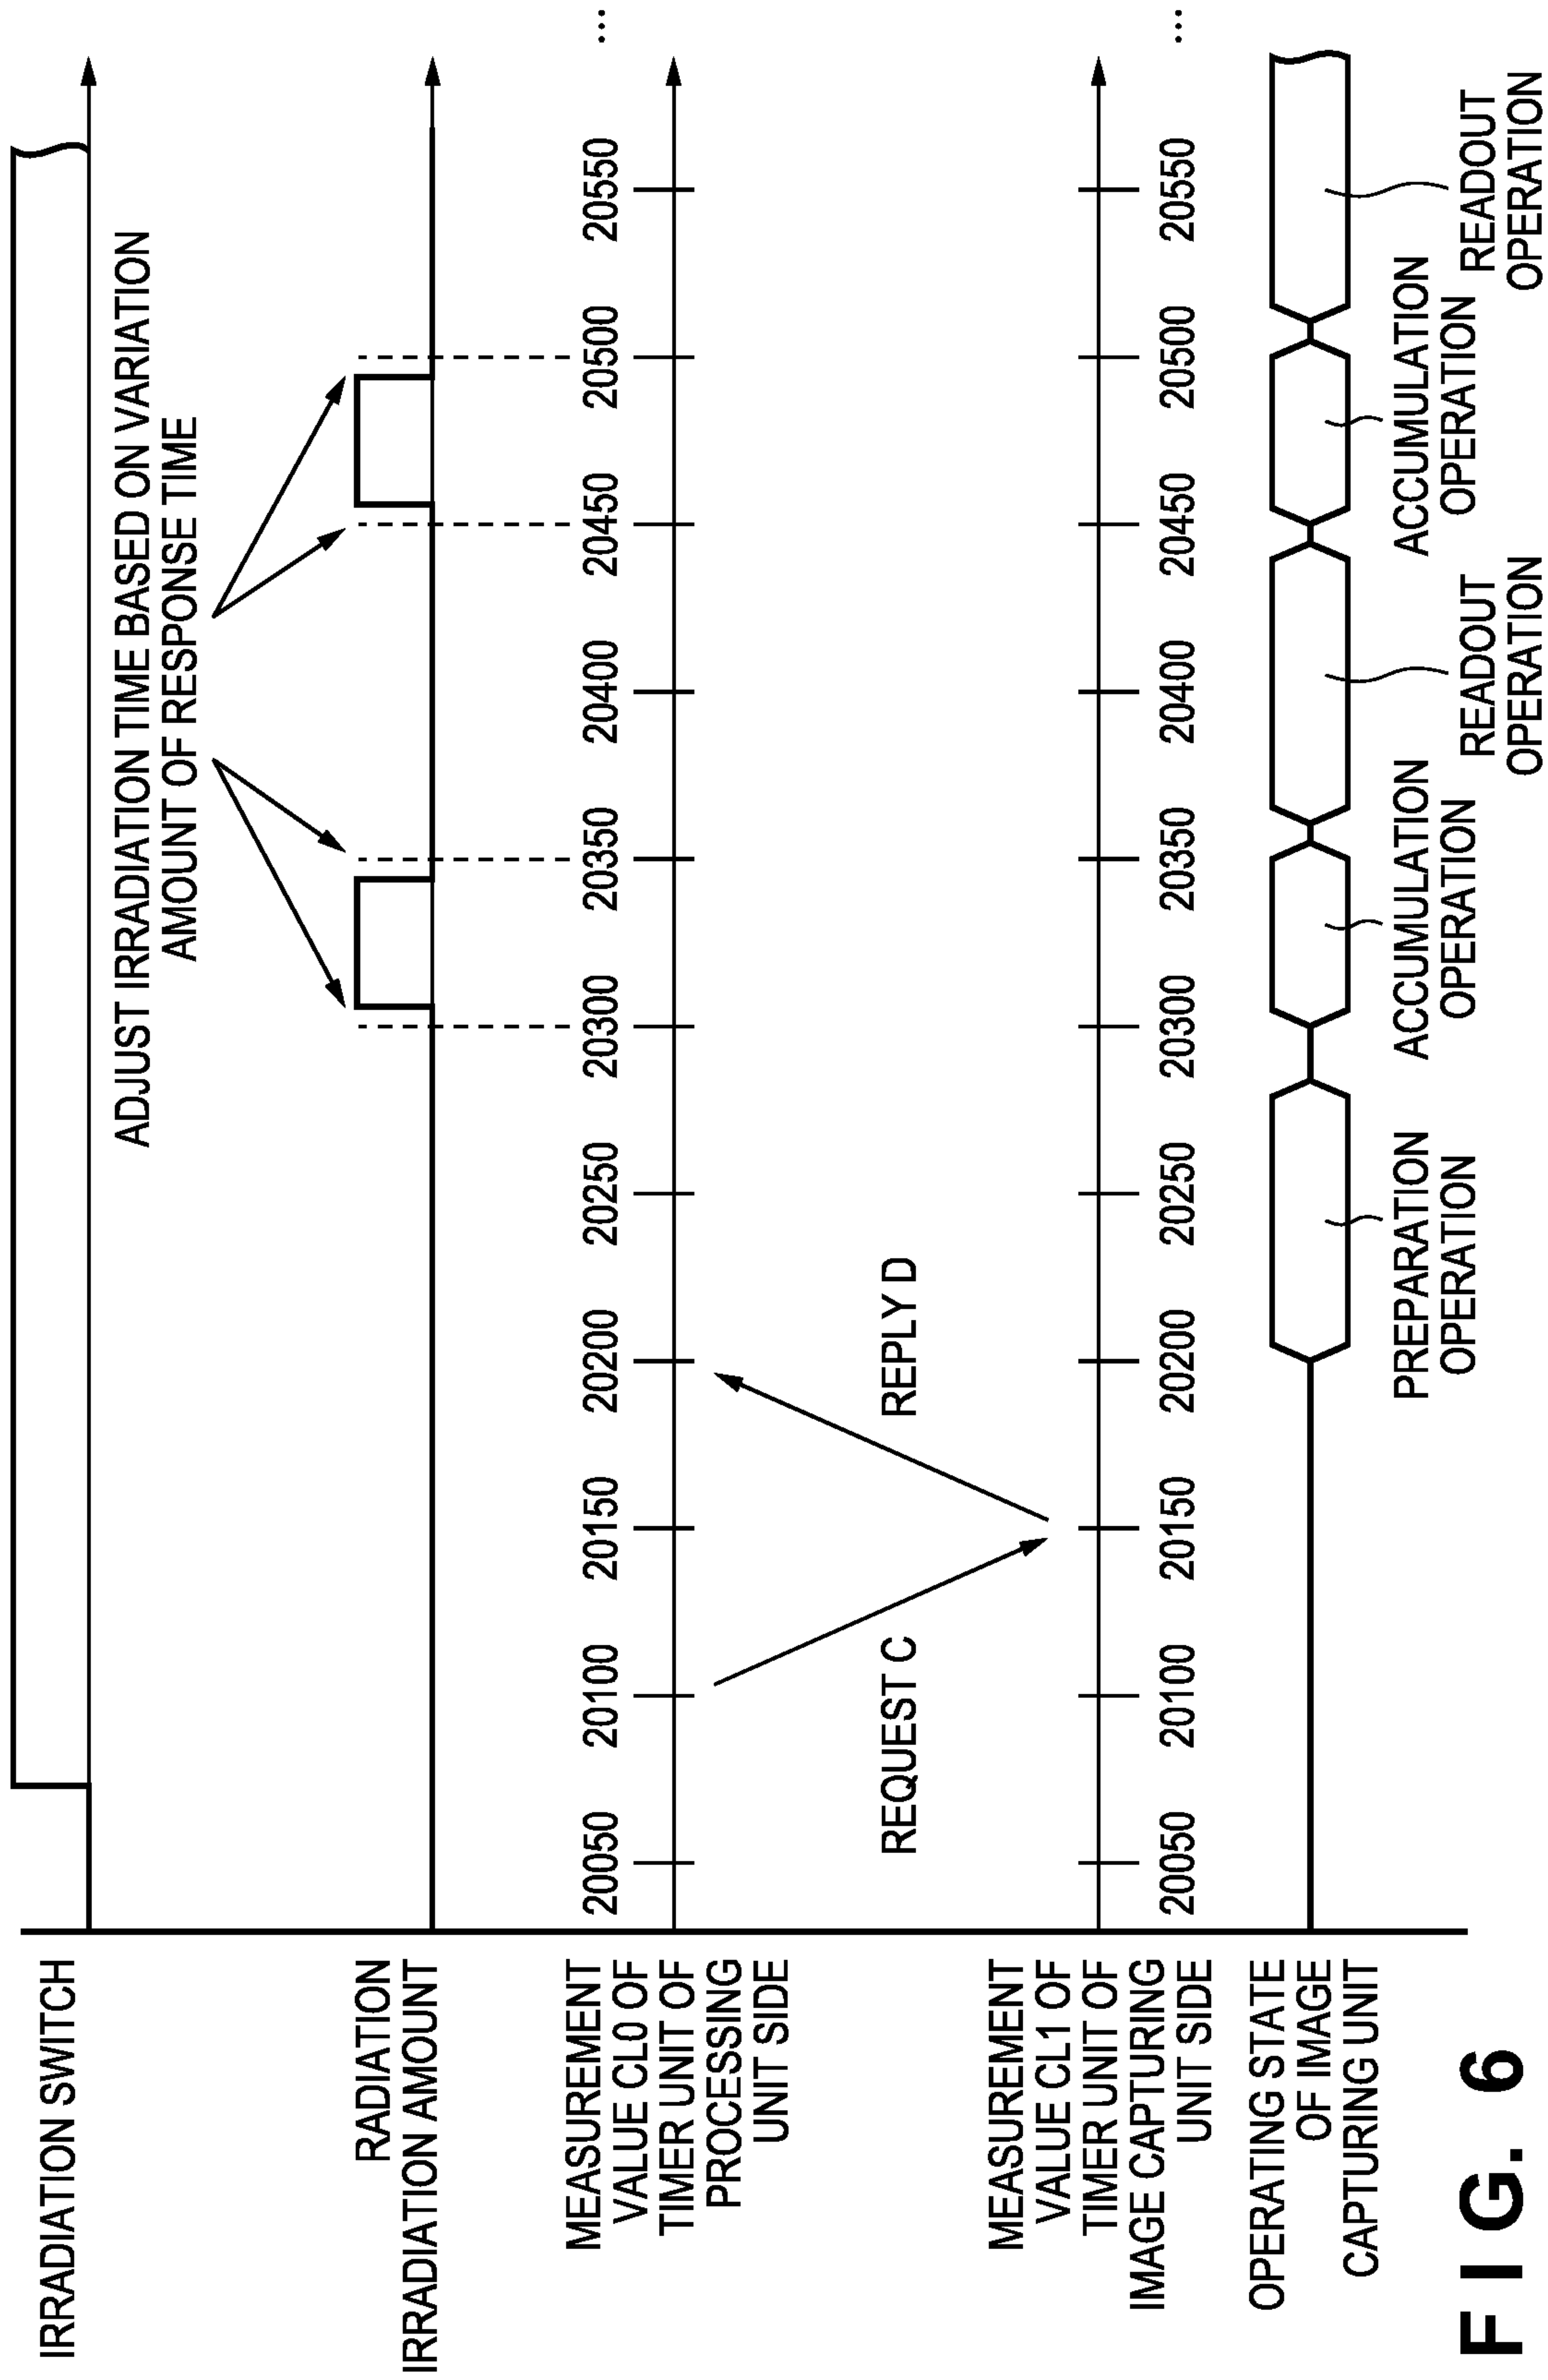 IRRADIATION SWITCH
ADJUST IRRADIATION TIME BASED ON VARIATION
AMOUNT OF RESPONSE TIME
RADIATION
IRRADIATION AMOUNT
MEASUREMENT
VALUE CL0 OF
TIMER UNIT OF
PROCESSING
UNIT SIDE
20050 20100 20150 20200 20250 20300 20350 20400 20450 20500 20550 ...
REQUEST C
REPLY D
MEASUREMENT
VALUE CL1 OF
TIMER UNIT OF
IMAGE CAPTURING
UNIT SIDE
20050 20100 20150 20200 20250 20300 20350 20400 20450 20500 20550 ...
OPERATING STATE
OF IMAGE
CAPTURING UNIT
PREPARATION
OPERATION
ACCUMULATION
OPERATION
READOUT
OPERATION
ACCUMULATION
OPERATION
READOUT
OPERATION
FIG. 6